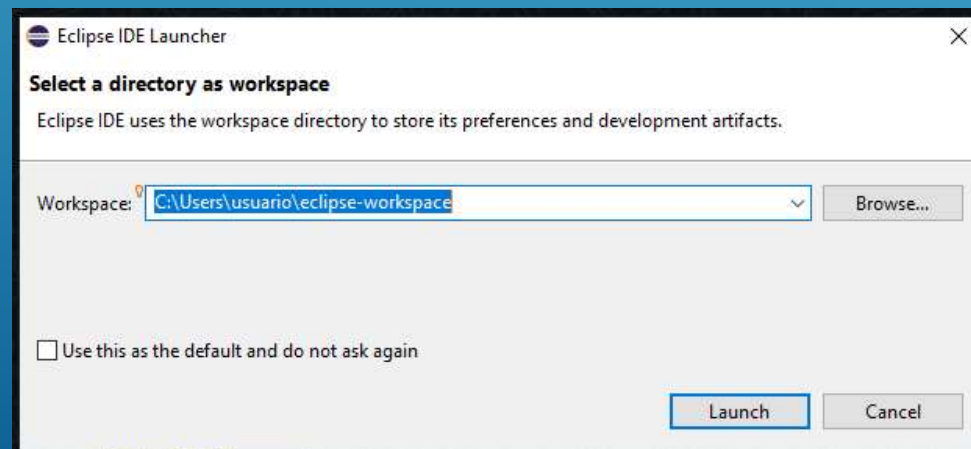 Eclipse IDE Launcher
Select a directory as workspace
Eclipse IDE uses the workspace directory to store its preferences and development artifacts.
Workspace: C:\Users\usuario\eclipse-workspace Browse...
Use this as the default and do not ask again
Launch Cancel